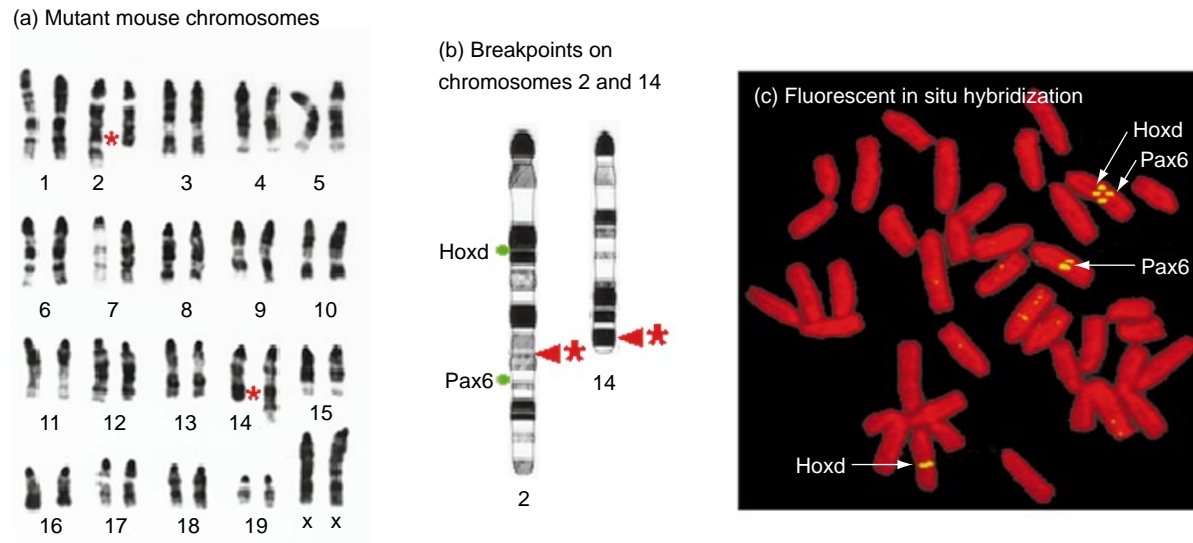 (a) Mutant mouse chromosomes
1 2 3 4 5
6 7 8 9 10
11 12 13 14 15
16 17 18 19 x x
(b) Breakpoints on
chromosomes 2 and 14
Hoxd
Pax6
14
2
(c) Fluorescent in situ hybridization
Hoxd
Pax6
Pax6
Hoxd